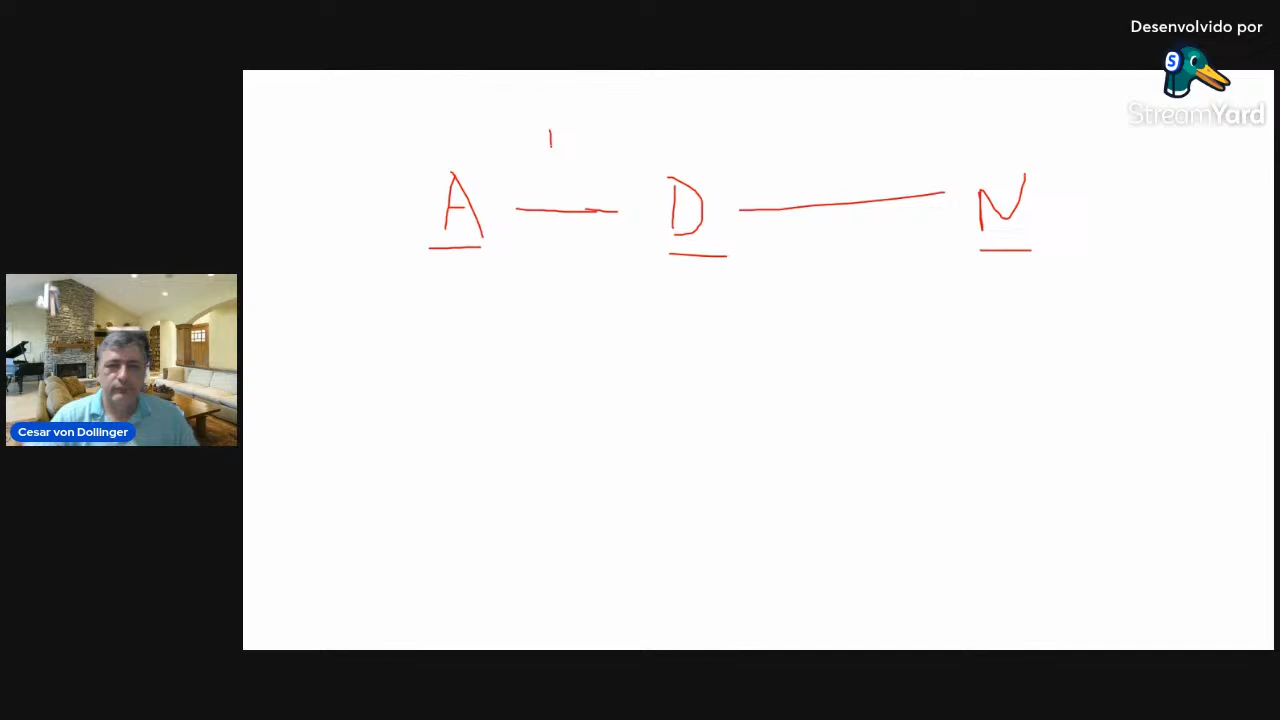 Desenvolvido por
StreamYard
A — D — N
Cesar von Dollinger